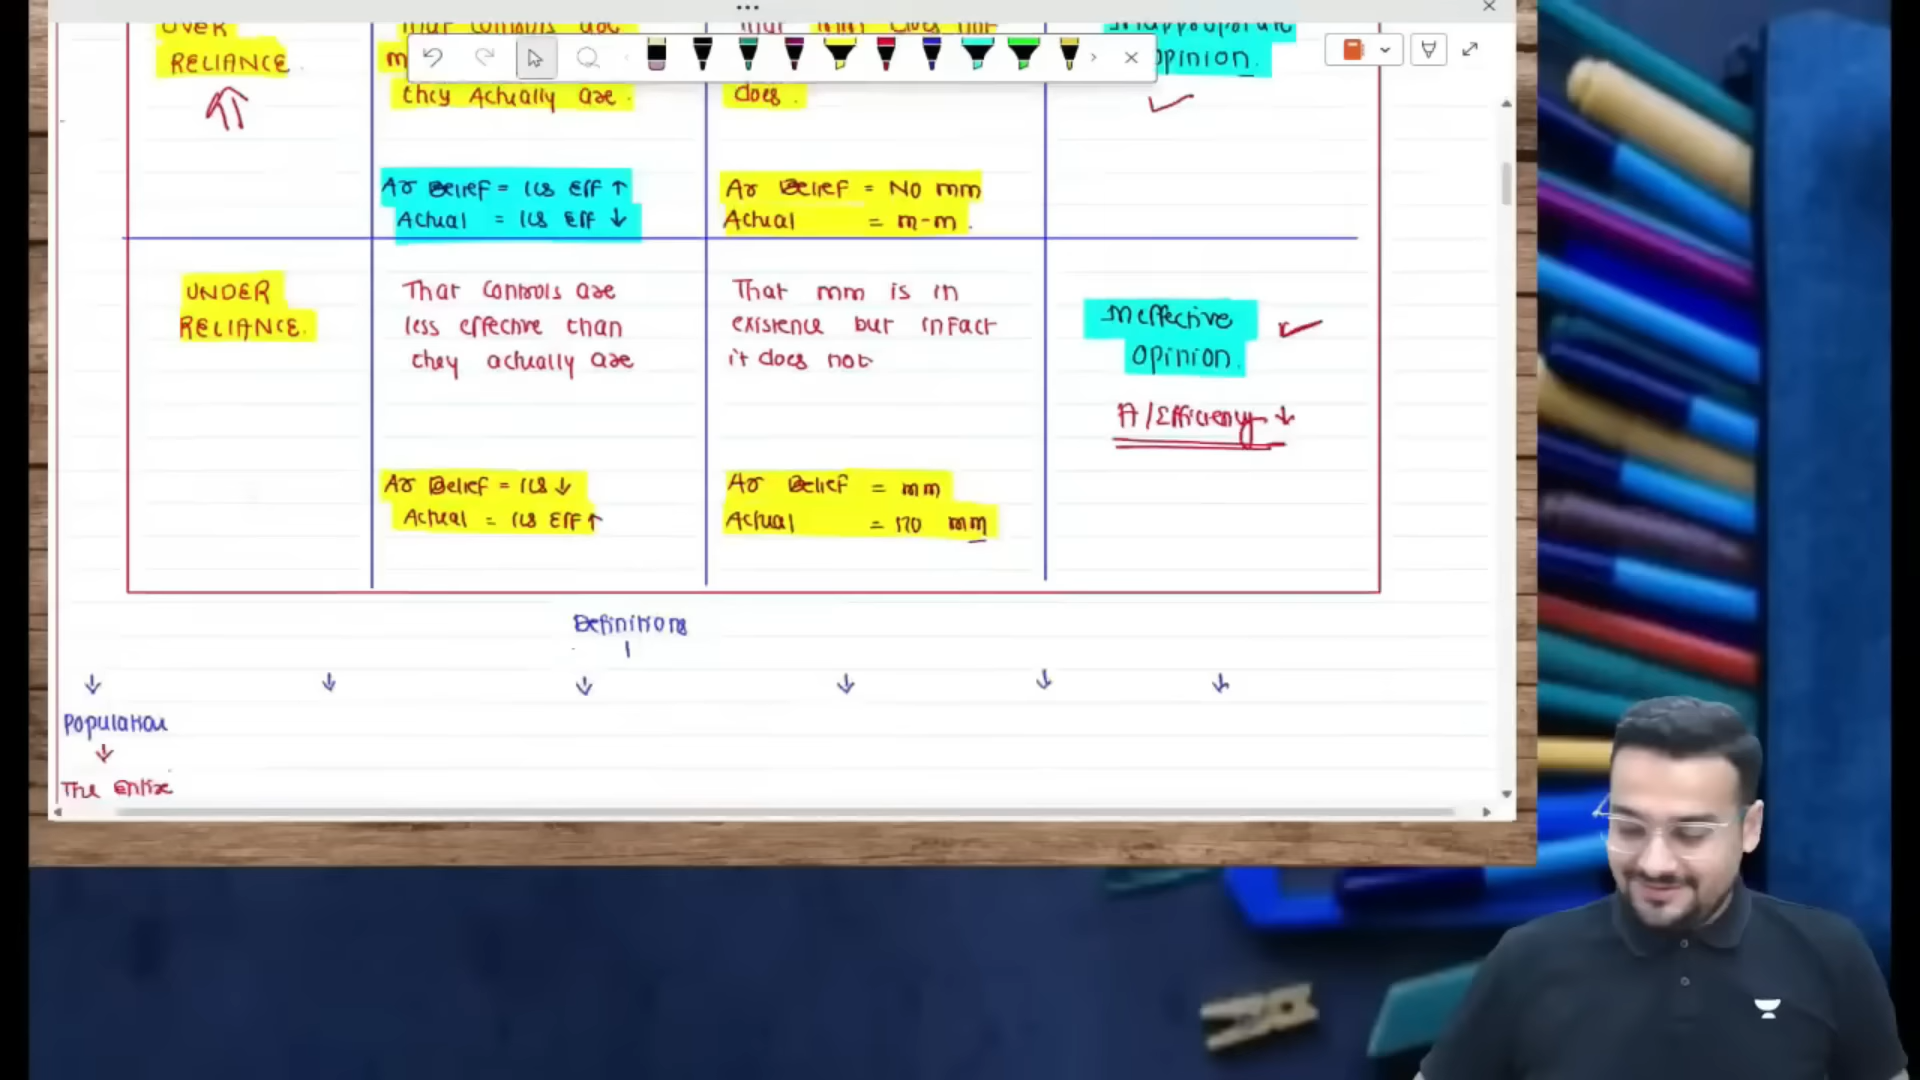 OVER
RELIANCE.
they Actually are.
does.
Inappropriate
opinion.
Ar Belief = ICS Eff ↑
Actual = ICS Eff ↓
Ar Belief = No mm
Actual = m-m.
UNDER
RELIANCE.
That Controls are
less effective than
they actually are
That mm is in
existence but infact
it does not
Ineffective
opinion.
A/Efficiency ↓
Ar Belief = ICS ↓
Actual = ICS Eff ↑
Ar Belief = mm
Actual = no mm
Definitions
Population
The entire